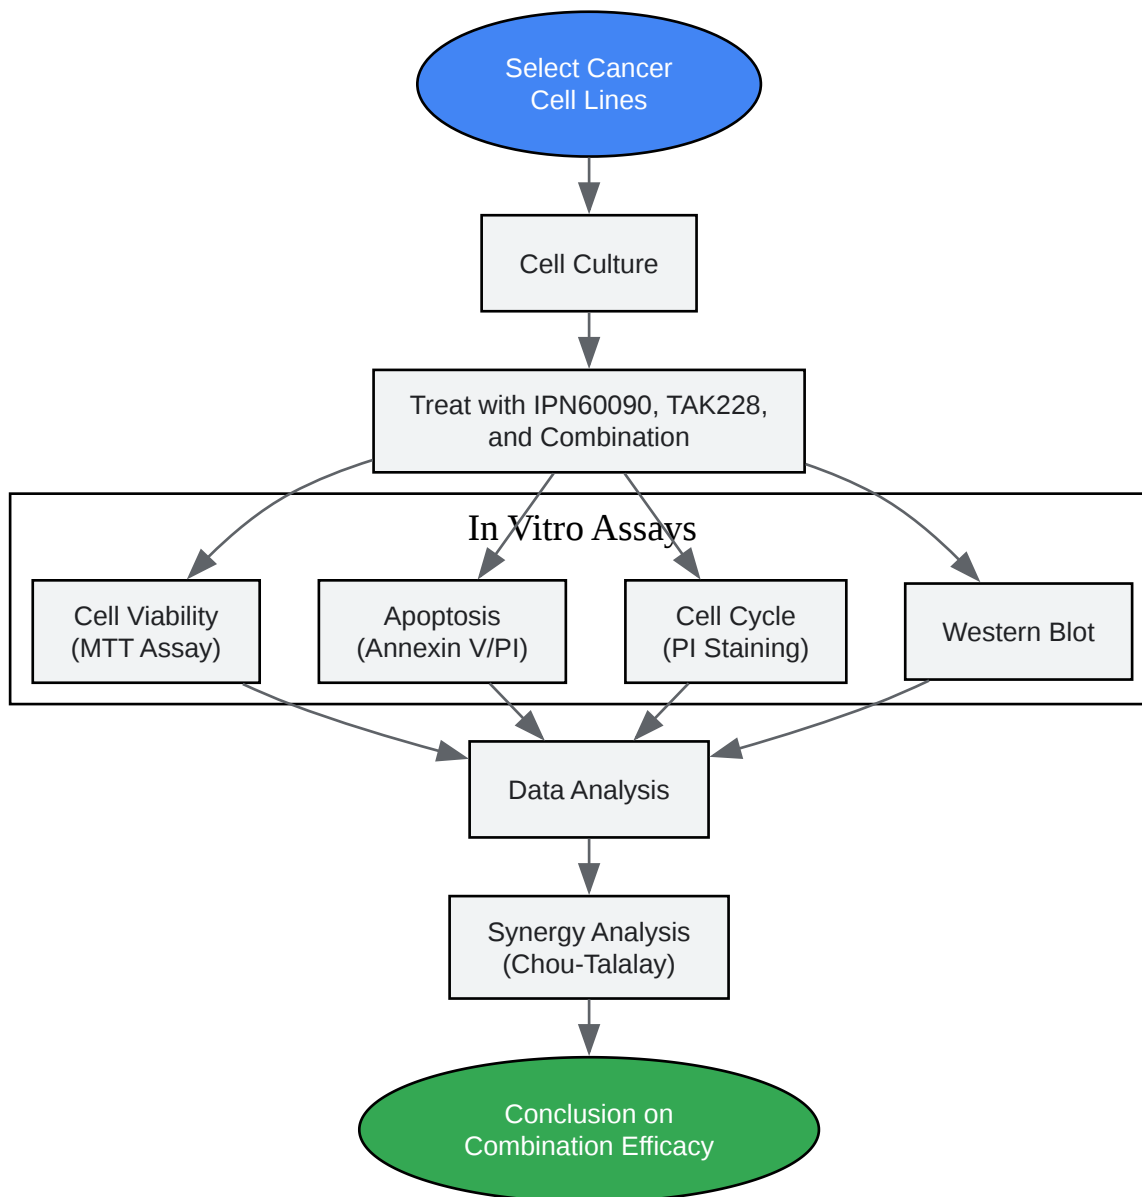 Select Cancer
Cell Lines
Cell Culture
Treat with IPN60090, TAK228,
and Combination
In Vitro Assays
Cell Viability
(MTT Assay)
Apoptosis
(Annexin V/PI)
Cell Cycle
(PI Staining)
Western Blot
Data Analysis
Synergy Analysis
(Chou-Talalay)
Conclusion on
Combination Efficacy